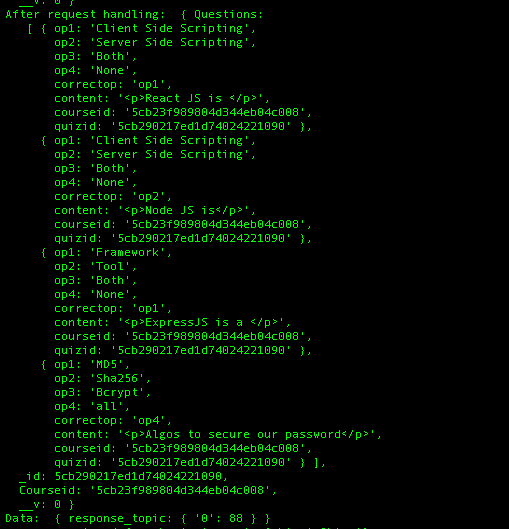 __v: 0 }
After request handling:  { Questions:
   [ { op1: 'Client Side Scripting',
       op2: 'Server Side Scripting',
       op3: 'Both',
       op4: 'None',
       correctop: 'op1',
       content: '<p>React JS is </p>',
       courseid: '5cb23f989804d344eb04c008',
       quizid: '5cb290217ed1d74024221090' },
     { op1: 'Client Side Scripting',
       op2: 'Server Side Scripting',
       op3: 'Both',
       op4: 'None',
       correctop: 'op2',
       content: '<p>Node JS is</p>',
       courseid: '5cb23f989804d344eb04c008',
       quizid: '5cb290217ed1d74024221090' },
     { op1: 'Framework',
       op2: 'Tool',
       op3: 'Both',
       op4: 'None',
       correctop: 'op1',
       content: '<p>ExpressJS is a </p>',
       courseid: '5cb23f989804d344eb04c008',
       quizid: '5cb290217ed1d74024221090' },
     { op1: 'MD5',
       op2: 'Sha256',
       op3: 'Bcrypt',
       op4: 'all',
       correctop: 'op4',
       content: '<p>Algos to secure our password</p>',
       courseid: '5cb23f989804d344eb04c008',
       quizid: '5cb290217ed1d74024221090' } ],
  _id: 5cb290217ed1d74024221090,
  Courseid: '5cb23f989804d344eb04c008',
  __v: 0 }
Data:  { response_topic: { '0': 88 } }